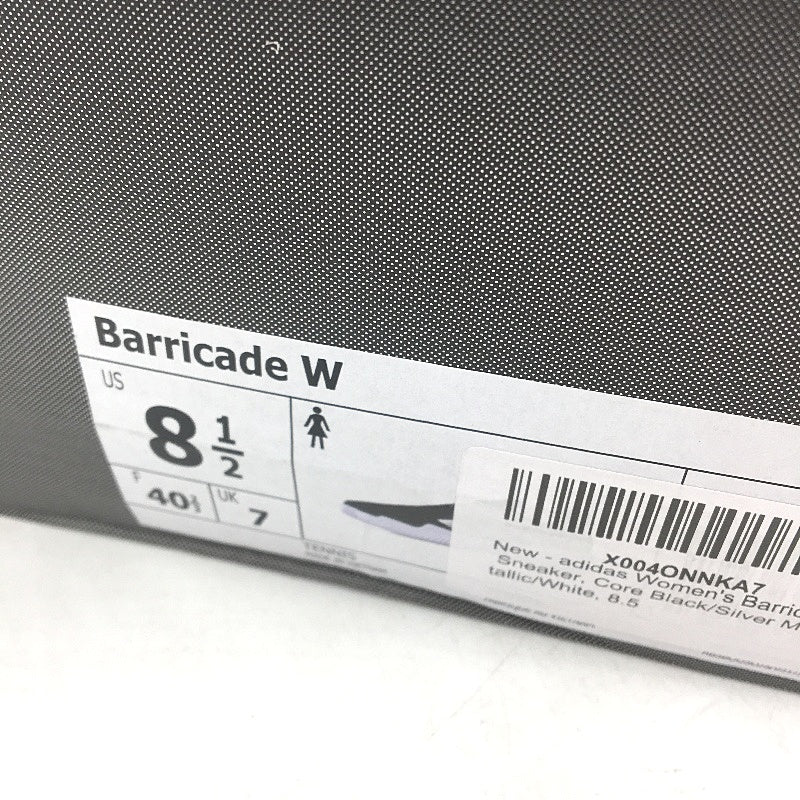 Barricade W
US
8 1/2
F
40⅔
UK
7
TENNIS
X004ONNKA7
New - adidas Women's Barric
Sneaker, Core Black/Silver M
tallic/White, 8.5